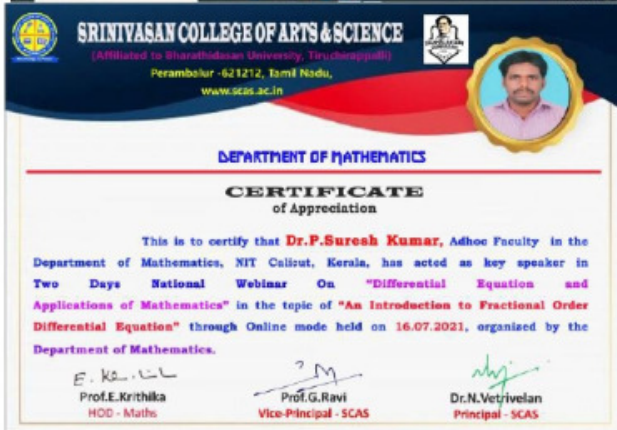 SRINIVASAN COLLEGE OF ARTS & SCIENCE
(Affiliated to Bharathidasan University, Tiruchirappalli)
Perambalur -621212, Tamil Nadu,
www.scas.ac.in
DEPARTMENT OF MATHEMATICS
CERTIFICATE
of Appreciation
This is to certify that Dr.P.Suresh Kumar, Adhoc Faculty in the
Department of Mathematics, NIT Calicut, Kerala, has acted as key speaker in
Two Days National Webinar On "Differential Equation and
Applications of Mathematics" in the topic of "An Introduction to Fractional Order
Differential Equation" through Online mode held on 16.07.2021, organized by the
Department of Mathematics.
Prof.E.Krithika
HOD - Maths
Prof.G.Ravi
Vice-Principal - SCAS
Dr.N.Vetrivelan
Principal - SCAS